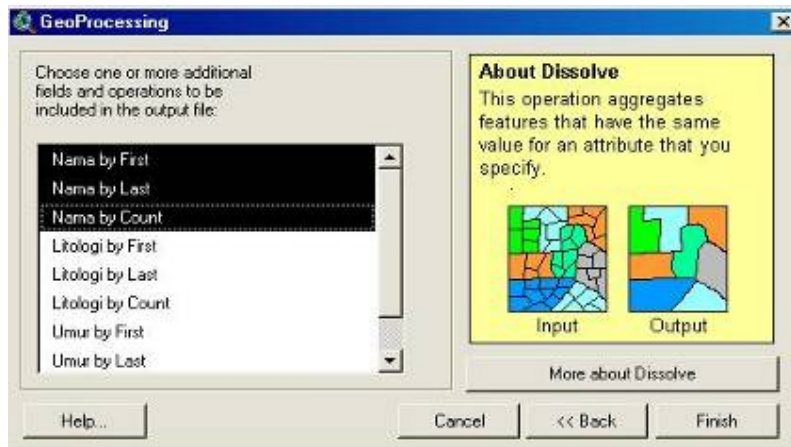 GeoProcessing
Choose one or more additional
fields and operations to be
included in the output file:
Nama by First
Nama by Last
Nama by Count
Litologi by First
Litologi by Last
Litologi by Count
Umur by First
Umur by Last
About Dissolve
This operation aggregates
features that have the same
value for an attribute that you
specify.
Input
Output
More about Dissolve
Help...
Cancel
<< Back
Finish